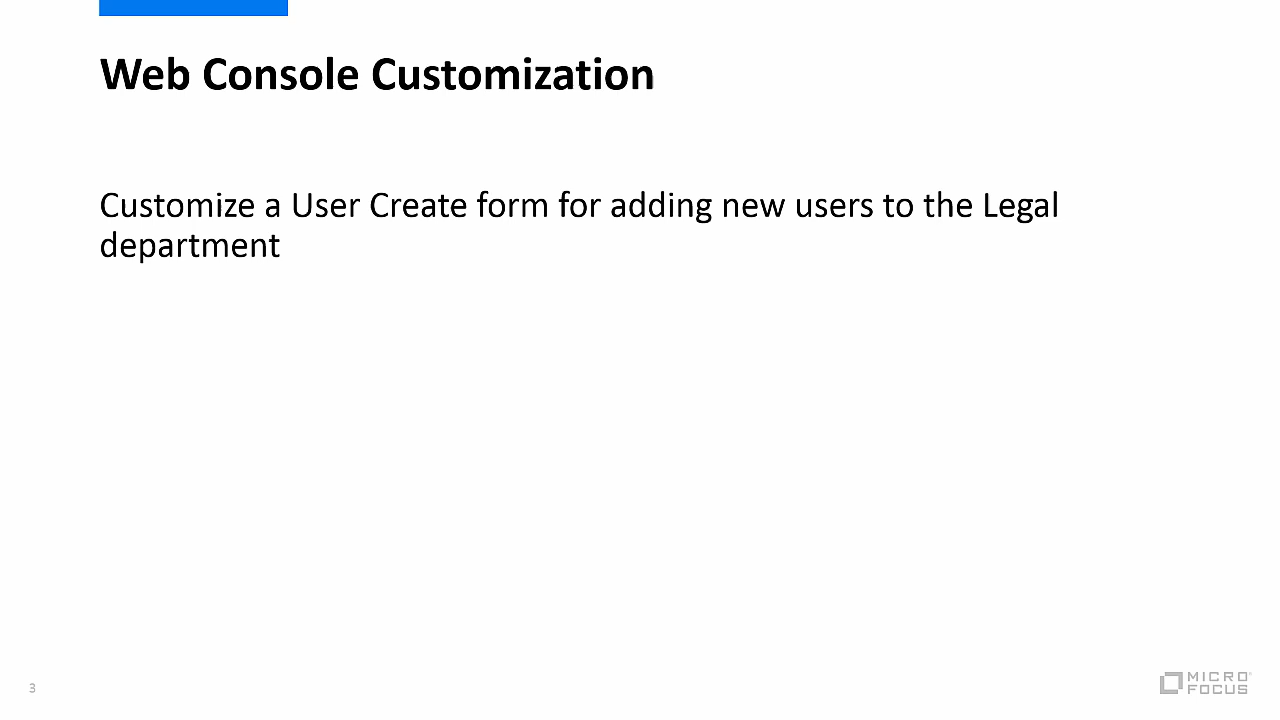 Web Console Customization
Customize a User Create form for adding new users to the Legal
department
3
MICRO
FOCUS